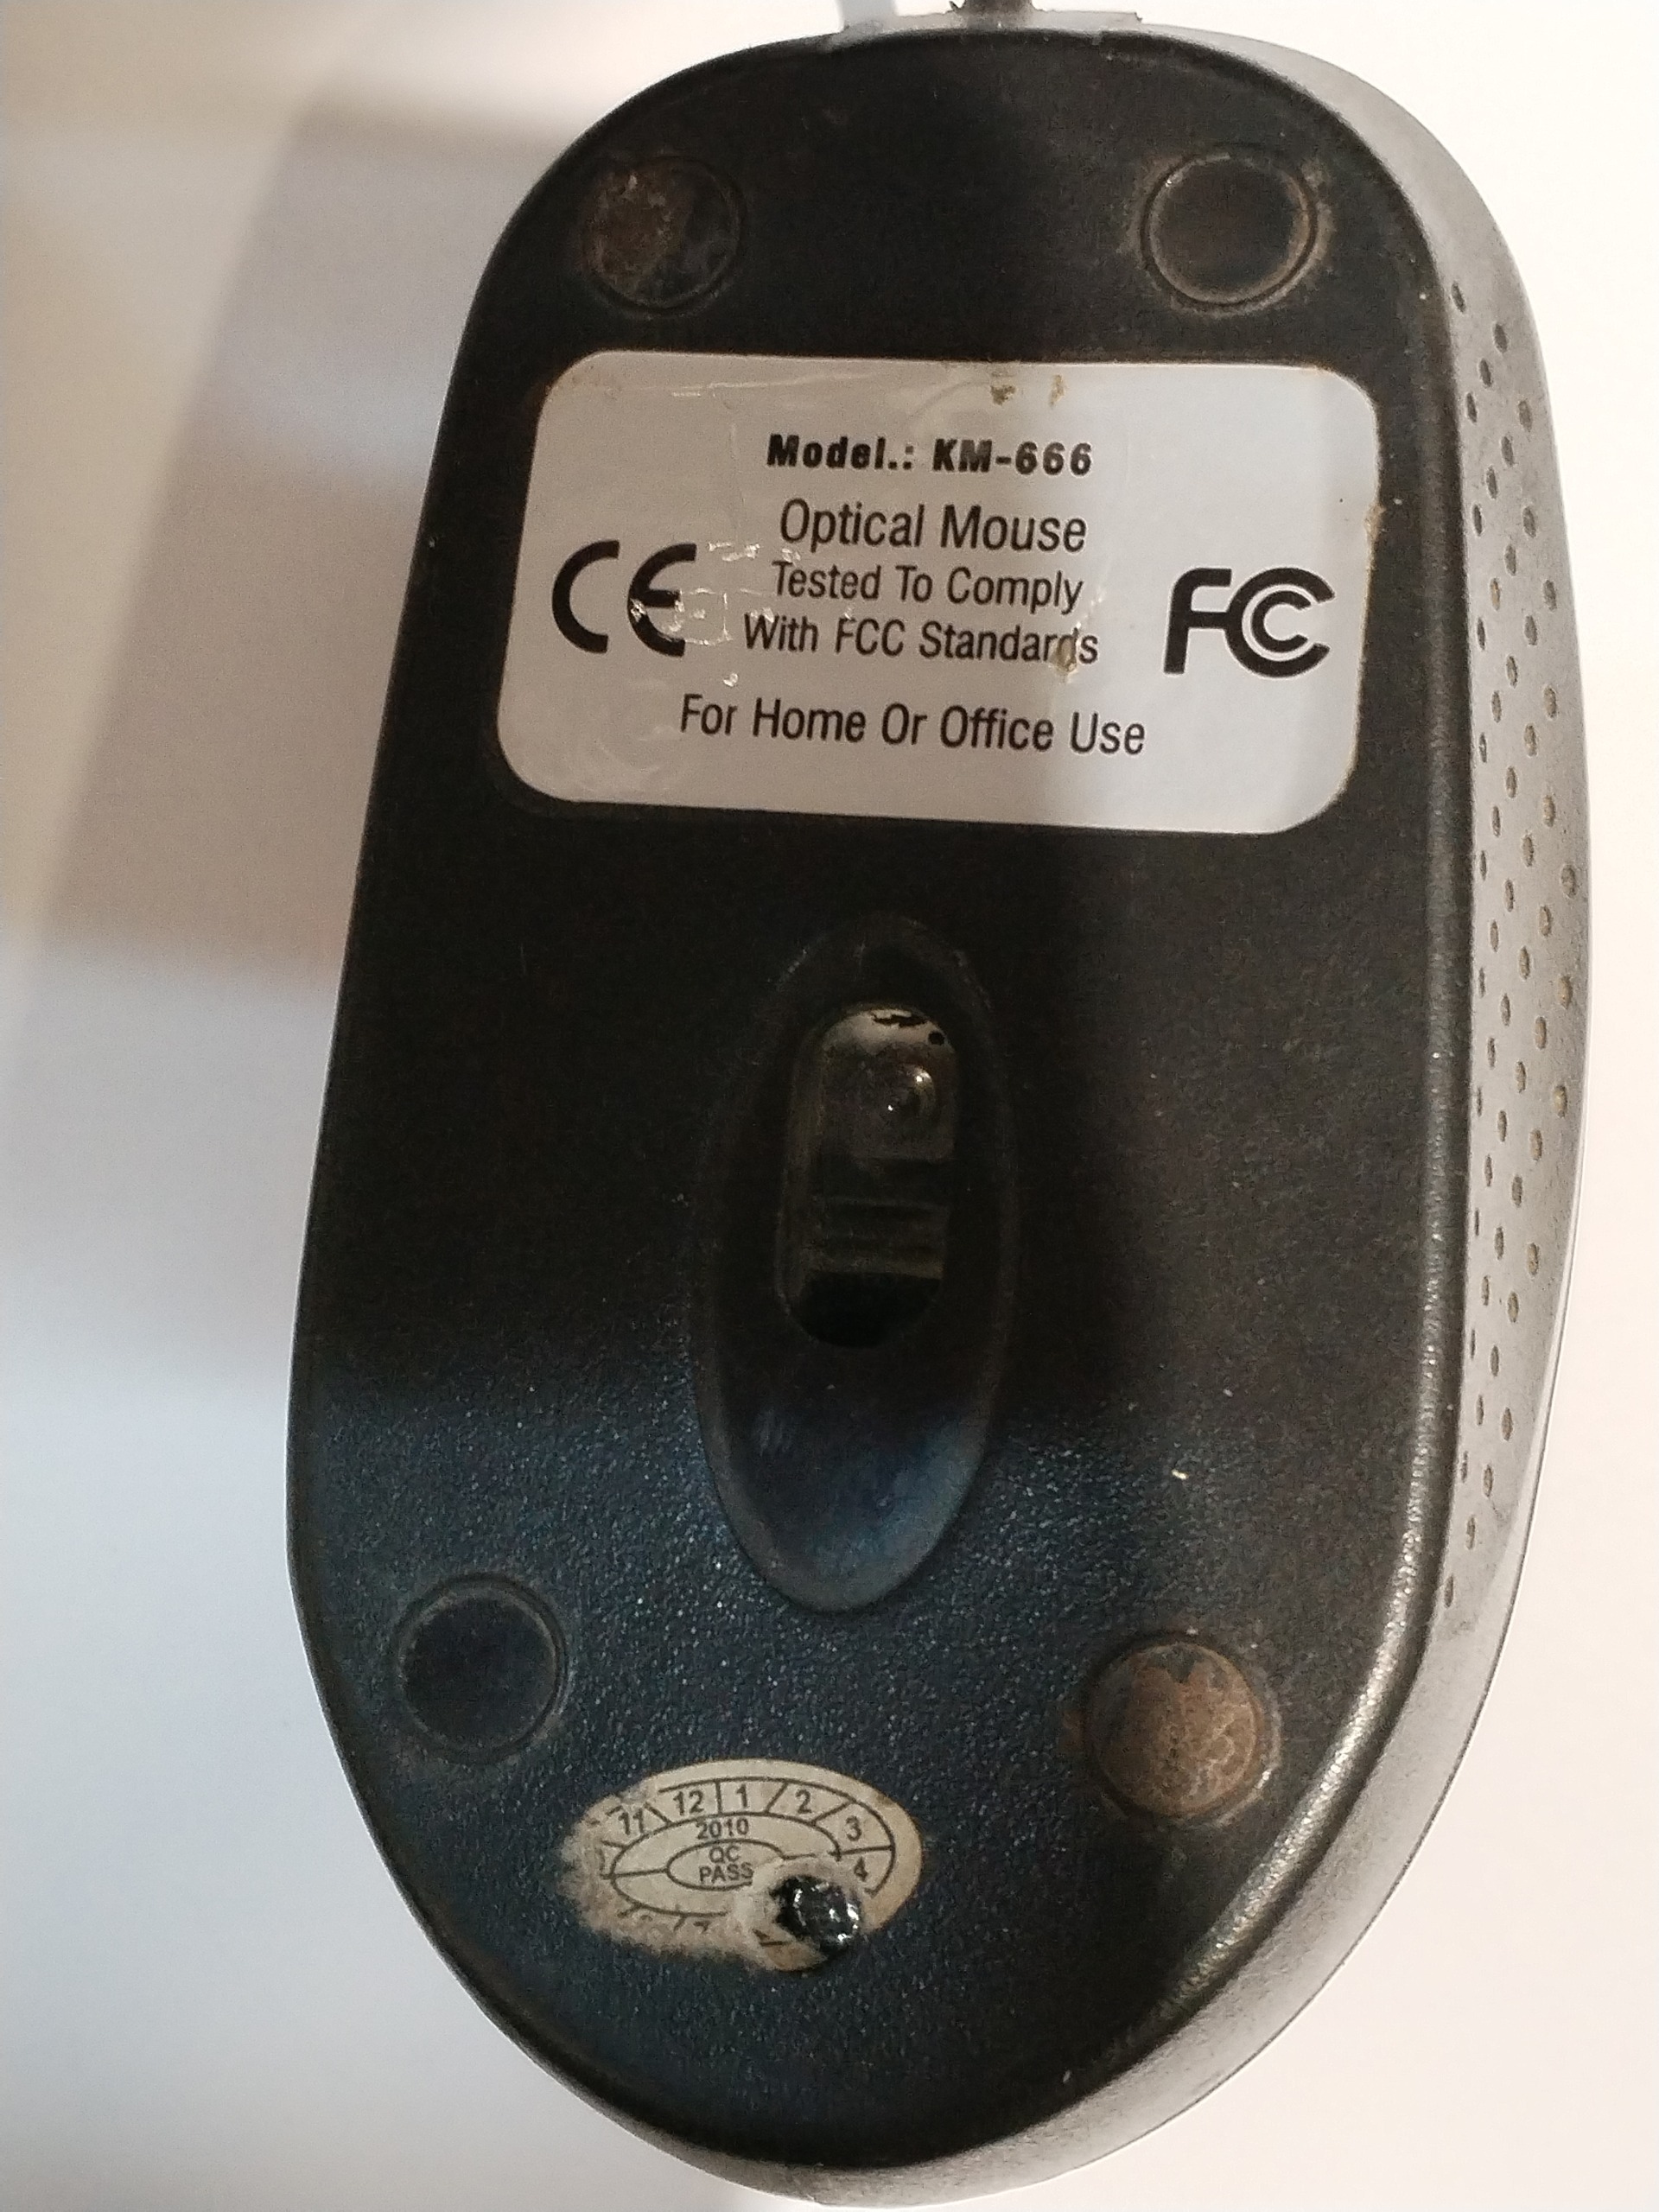 Model.: KM-666
Optical Mouse
CE
Tested To Comply
With FCC Standards
FC
For Home Or Office Use
11 12 1 2 3 4
2010
QC
PASS